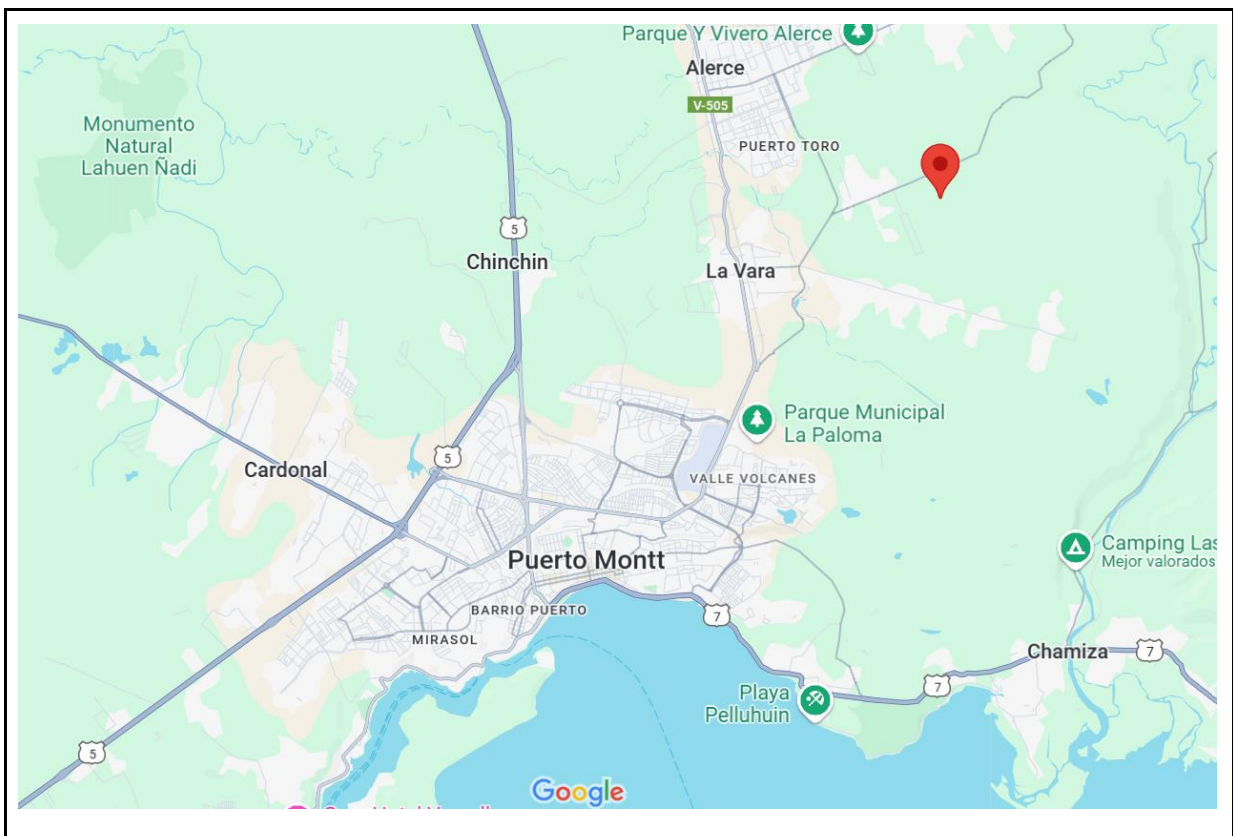 Parque Y Vivero Alerce
Alerce
V-505
Monumento
Natural
Lahuen Ñadi
PUERTO TORO
5
Chinchin
La Vara
Parque Municipal
La Paloma
5
Cardonal
VALLE VOLCANES
Puerto Montt
Camping Las
Mejor valorados
BARRIO PUERTO
7
MIRASOL
Chamiza
7
7
Playa
Pelluhuin
5
Google